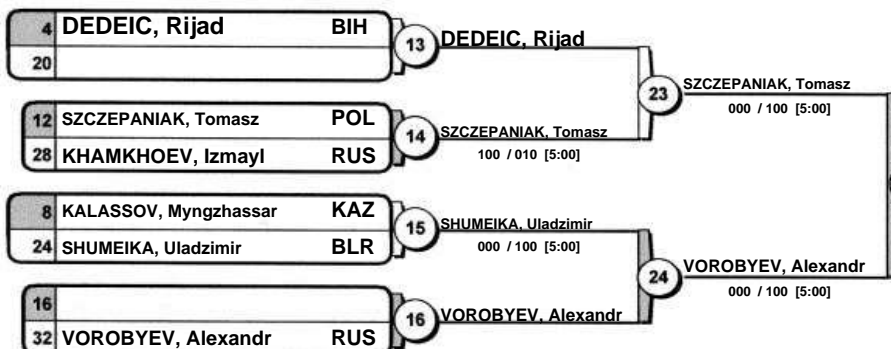 4 DEDEIC, Rijad BIH
20
13 DEDEIC, Rijad
12 SZCZEPANIAK, Tomasz POL
28 KHAMKHOEV, Izmayl RUS
14 SZCZEPANIAK, Tomasz
100 / 010 [5:00]
23 SZCZEPANIAK, Tomasz
000 / 100 [5:00]
8 KALASSOV, Myngzhassar KAZ
24 SHUMEIKA, Uladzimir BLR
15 SHUMEIKA, Uladzimir
000 / 100 [5:00]
16
32 VOROBYEV, Alexandr RUS
16 VOROBYEV, Alexandr
24 VOROBYEV, Alexandr
000 / 100 [5:00]